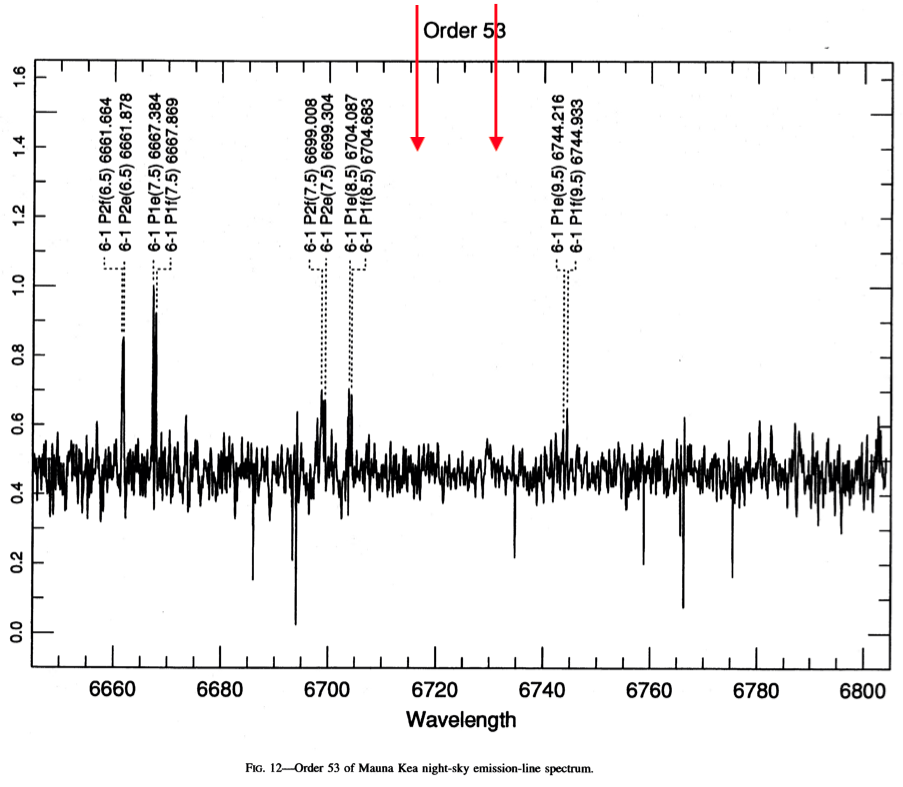 Order 53
1.6
1.4
1.2
1.0
0.8
0.6
0.4
0.2
0.0
6-1 P2f(6.5) 6661.664
6-1 P2e(6.5) 6661.878
6-1 P1e(7.5) 6667.384
6-1 P1f(7.5) 6667.869
6-1 P2f(7.5) 6699.008
6-1 P2e(7.5) 6699.304
6-1 P1e(8.5) 6704.087
6-1 P1f(8.5) 6704.683
6-1 P1e(9.5) 6744.216
6-1 P1f(9.5) 6744.933
6660 6680 6700 6720 6740 6760 6780 6800
Wavelength
FIG. 12—Order 53 of Mauna Kea night-sky emission-line spectrum.